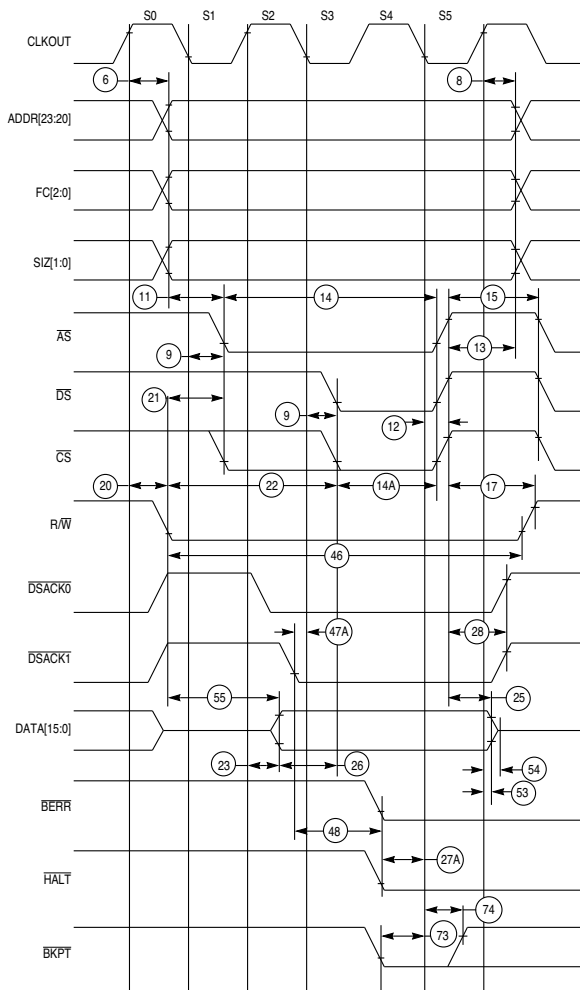 S0 S1 S2 S3 S4 S5
CLKOUT
6 8
ADDR[23:20]
FC[2:0]
SIZ[1:0]
11 14 15
AS
13
9
DS
21 9
12
CS
20 22 14A 17
R/W
46
DSACK0
47A 28
DSACK1
55 25
DATA[15:0]
23 26 54
53
BERR
48
27A
HALT
74
73
BKPT